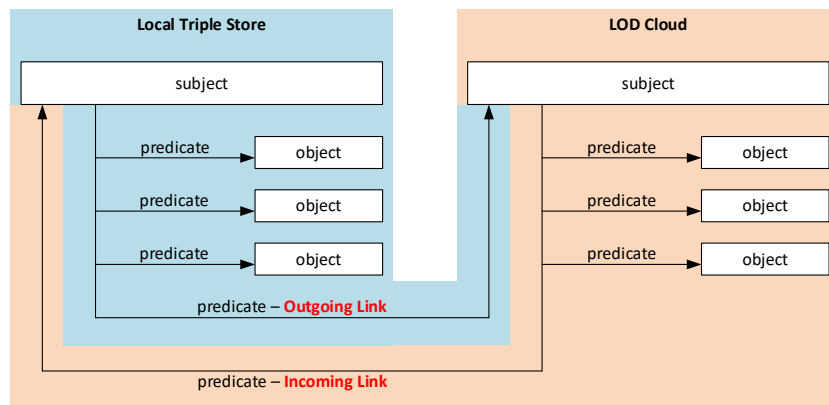 Local Triple Store
LOD Cloud
subject
subject
predicate
object
predicate
object
predicate
object
predicate
object
predicate
object
predicate
object
predicate – Outgoing Link
predicate – Incoming Link